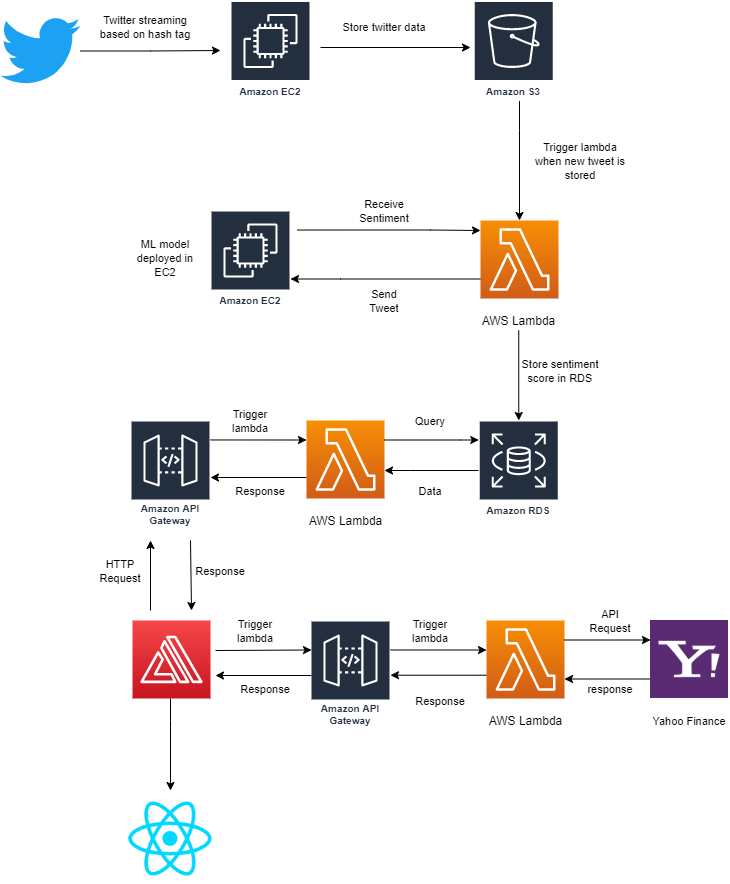 Twitter streaming
based on hash tag
Store twitter data
Amazon EC2
Amazon S3
Trigger lambda
when new tweet is
stored
Receive
Sentiment
ML model
deployed in
EC2
Amazon EC2
Send
Tweet
AWS Lambda
Store sentiment
score in RDS
Trigger
lambda
Query
</>
Response
Data
Amazon API
Gateway
AWS Lambda
Amazon RDS
HTTP
Request
Response
Trigger
lambda
Trigger
lambda
API
Request
</>
Y!
Response
Response
response
Amazon API
Gateway
AWS Lambda
Yahoo Finance